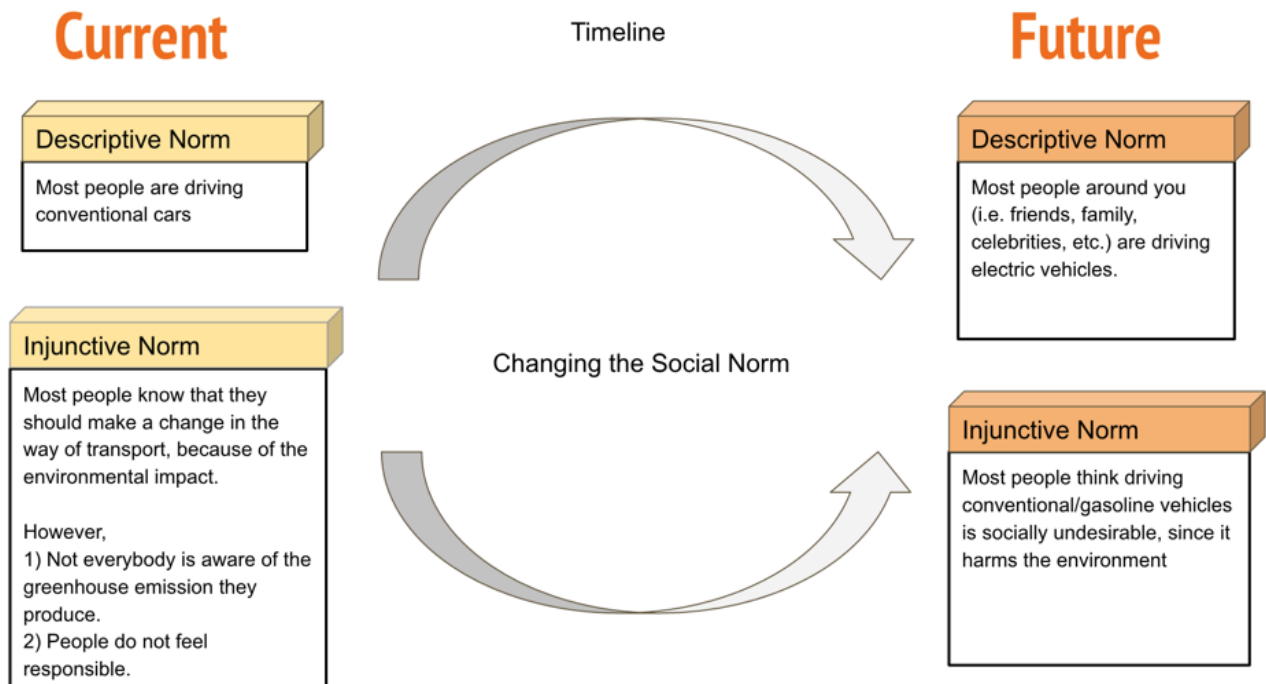 Current
Timeline
Future
Descriptive Norm
Most people are driving
conventional cars
Descriptive Norm
Most people around you
(i.e. friends, family,
celebrities, etc.) are driving
electric vehicles.
Injunctive Norm
Most people know that they
should make a change in the
way of transport, because of the
environmental impact.
However,
1) Not everybody is aware of the
greenhouse emission they
produce.
2) People do not feel
responsible.
Changing the Social Norm
Injunctive Norm
Most people think driving
conventional/gasoline vehicles
is socially undesirable, since it
harms the environment